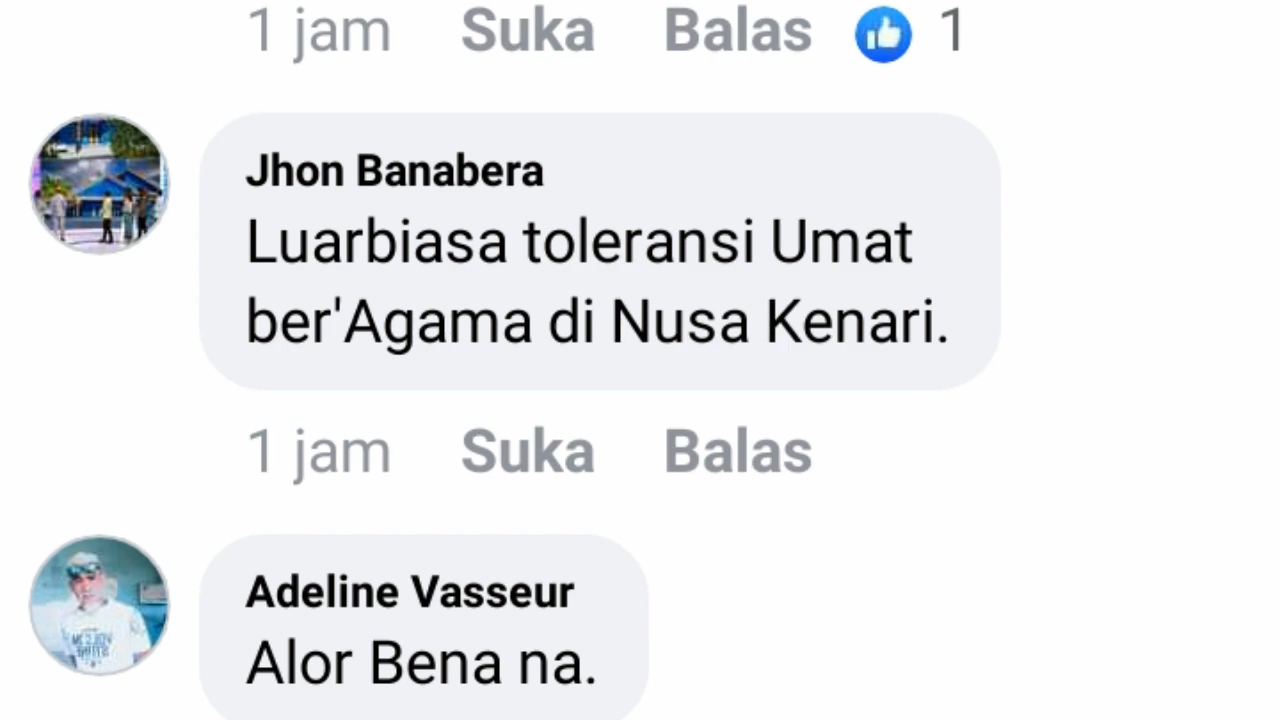 1 jam Suka Balas 1
Jhon Banabera
Luarbiasa toleransi Umat
ber'Agama di Nusa Kenari.
1 jam Suka Balas
Adeline Vasseur
Alor Bena na.